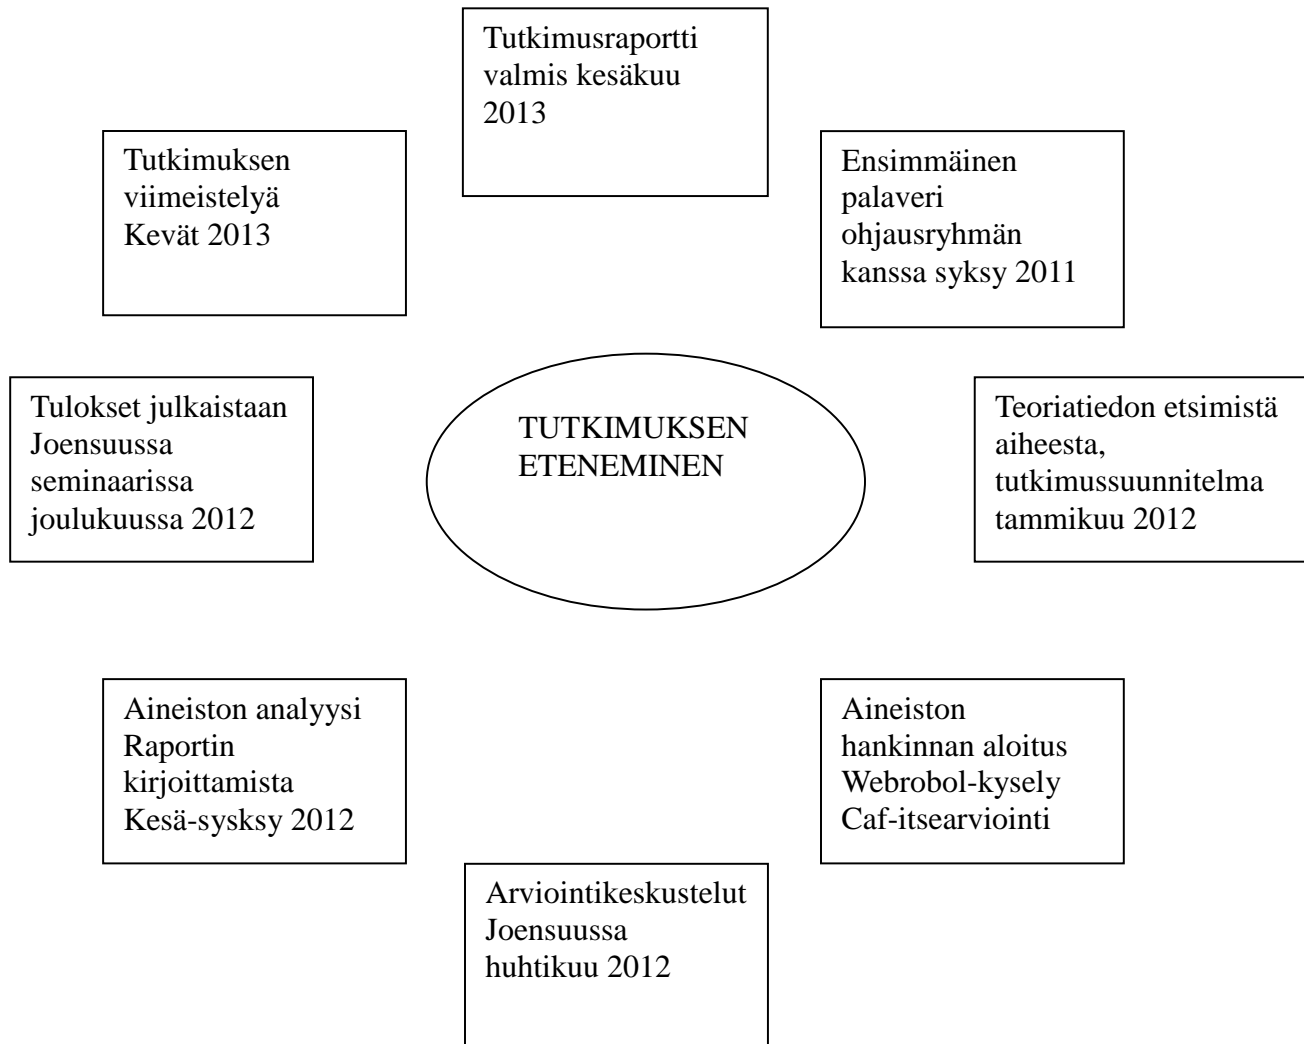 Tutkimusraportti
valmis kesäkuu
2013
Tutkimuksen
viimeistelyä
Kevät 2013
Ensimmäinen
palaveri
ohjausryhmän
kanssa syksy 2011
Tulokset julkaistaan
Joensuussa
seminaarissa
joulukuussa 2012
TUTKIMUKSEN
ETENEMINEN
Teoriatiedon etsimistä
aiheesta,
tutkimussuunnitelma
tammikuu 2012
Aineiston analyysi
Raportin
kirjoittamista
Kesä-sysksy 2012
Aineiston
hankinnan aloitus
Webrobol-kysely
Caf-itsearviointi
Arviointikeskustelut
Joensuussa
huhtikuu 2012